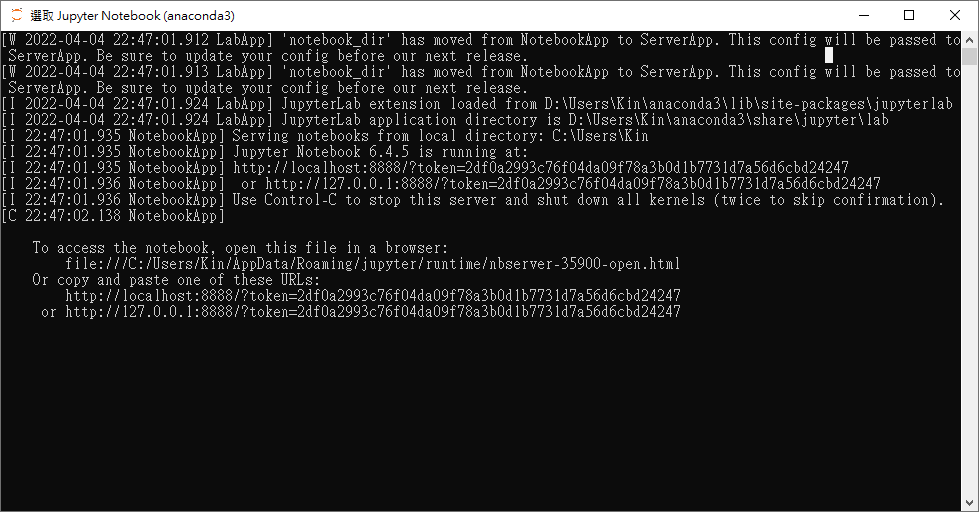 選取 Jupyter Notebook (anaconda3)
[W 2022-04-04 22:47:01.912 LabApp] 'notebook_dir' has moved from NotebookApp to ServerApp. This config will be passed to
ServerApp. Be sure to update your config before our next release.
[W 2022-04-04 22:47:01.913 LabApp] 'notebook_dir' has moved from NotebookApp to ServerApp. This config will be passed to
ServerApp. Be sure to update your config before our next release.
[I 2022-04-04 22:47:01.924 LabApp] JupyterLab extension loaded from D:\Users\Kin\anaconda3\lib\site-packages\jupyterlab
[I 2022-04-04 22:47:01.924 LabApp] JupyterLab application directory is D:\Users\Kin\anaconda3\share\jupyter\lab
[I 22:47:01.935 NotebookApp] Serving notebooks from local directory: C:\Users\Kin
[I 22:47:01.935 NotebookApp] Jupyter Notebook 6.4.5 is running at:
[I 22:47:01.935 NotebookApp] http://localhost:8888/?token=2df0a2993c76f04da09f78a3b0d1b7731d7a56d6cbd24247
[I 22:47:01.936 NotebookApp]  or http://127.0.0.1:8888/?token=2df0a2993c76f04da09f78a3b0d1b7731d7a56d6cbd24247
[I 22:47:01.936 NotebookApp] Use Control-C to stop this server and shut down all kernels (twice to skip confirmation).
[C 22:47:02.138 NotebookApp]
To access the notebook, open this file in a browser:
file:///C:/Users/Kin/AppData/Roaming/jupyter/runtime/nbserver-35900-open.html
Or copy and paste one of these URLs:
http://localhost:8888/?token=2df0a2993c76f04da09f78a3b0d1b7731d7a56d6cbd24247
or http://127.0.0.1:8888/?token=2df0a2993c76f04da09f78a3b0d1b7731d7a56d6cbd24247